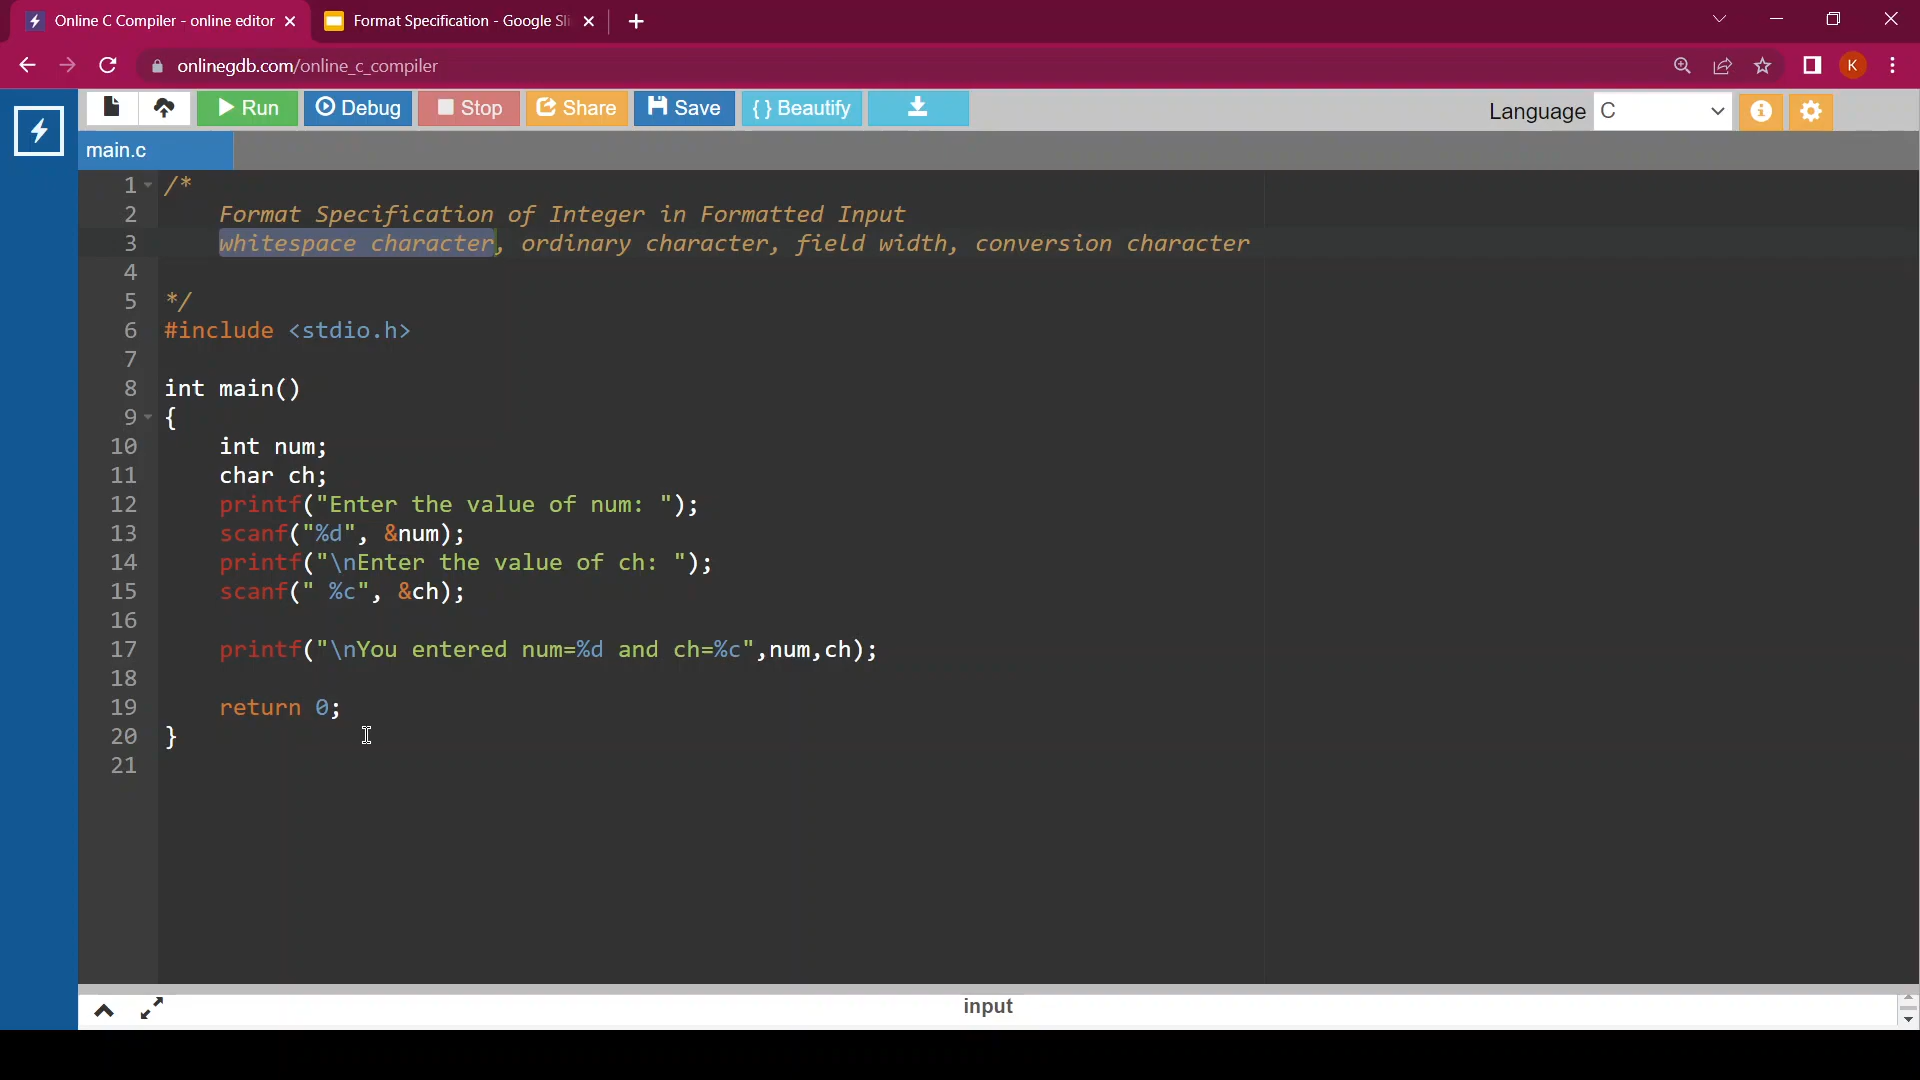 Online C Compiler - online editor
Format Specification - Google Sli
onlinegdb.com/online_c_compiler
K
Run
Debug
Stop
Share
Save
{ } Beautify
Language
C
main.c
1 /*
2 Format Specification of Integer in Formatted Input
3 whitespace character, ordinary character, field width, conversion character
4
5 */
6 #include <stdio.h>
7
8 int main()
9 {
10 int num;
11 char ch;
12 printf("Enter the value of num: ");
13 scanf("%d", &num);
14 printf("\nEnter the value of ch: ");
15 scanf(" %c", &ch);
16
17 printf("\nYou entered num=%d and ch=%c",num,ch);
18
19 return 0;
20 }
21
input